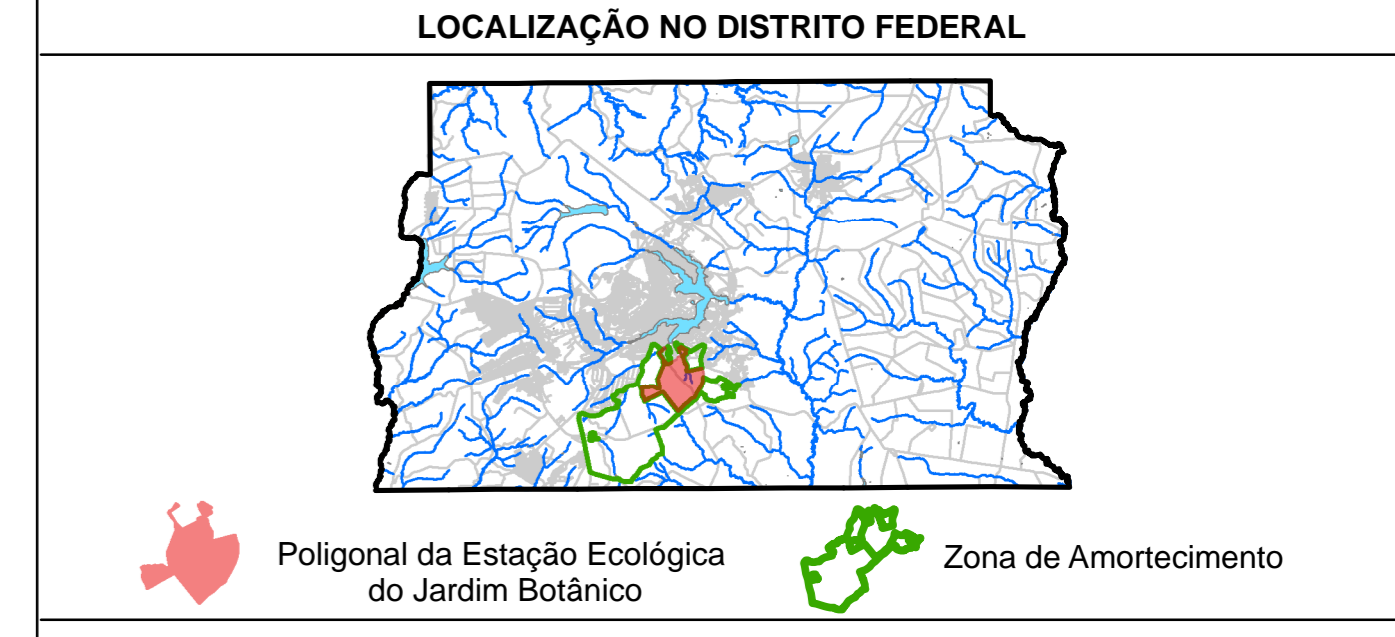 LOCALIZAÇÃO NO DISTRITO FEDERAL
Poligonal da Estação Ecológica
do Jardim Botânico
Zona de Amortecimento